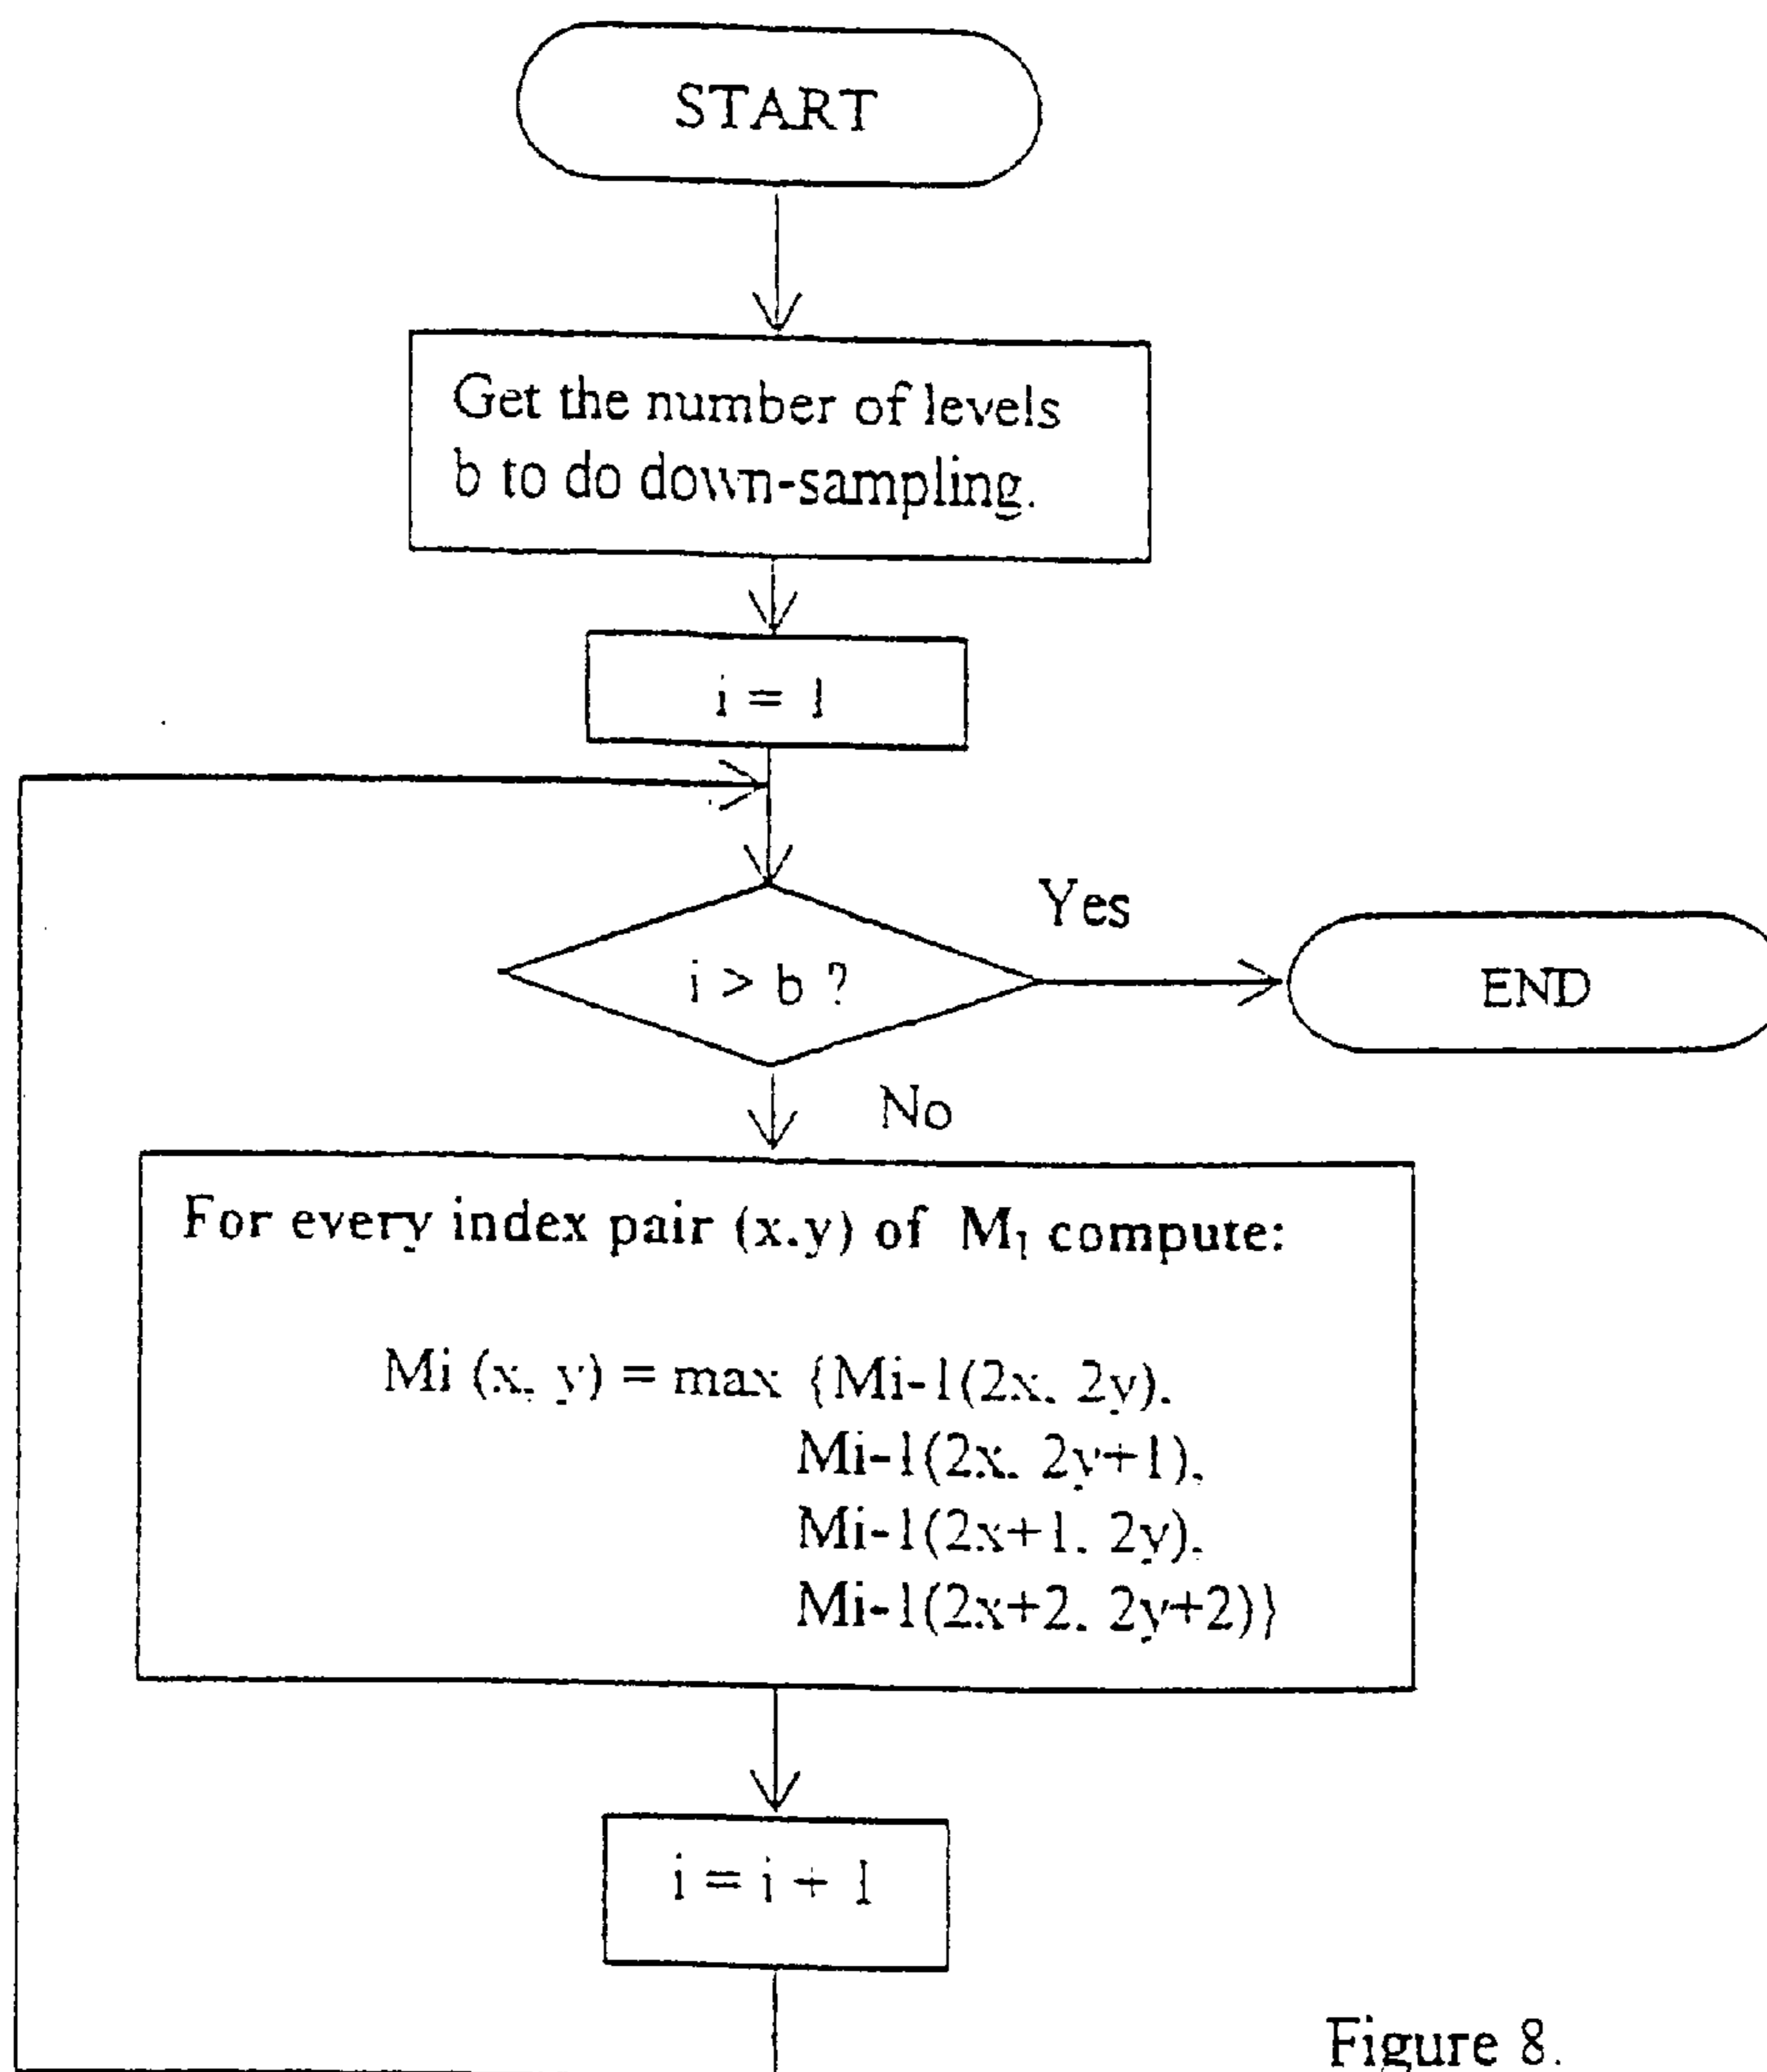 START
Get the number of levels
b to do down-sampling.
i = 1
i > b ?
Yes
END
No
For every index pair (x.y) of M₁ compute:
Mi (x, y) = max {Mi-1(2x, 2y).
Mi-1(2x, 2y+1),
Mi-1(2x+1, 2y).
Mi-1(2x+2, 2y+2)}
i = i + 1
Figure 8.